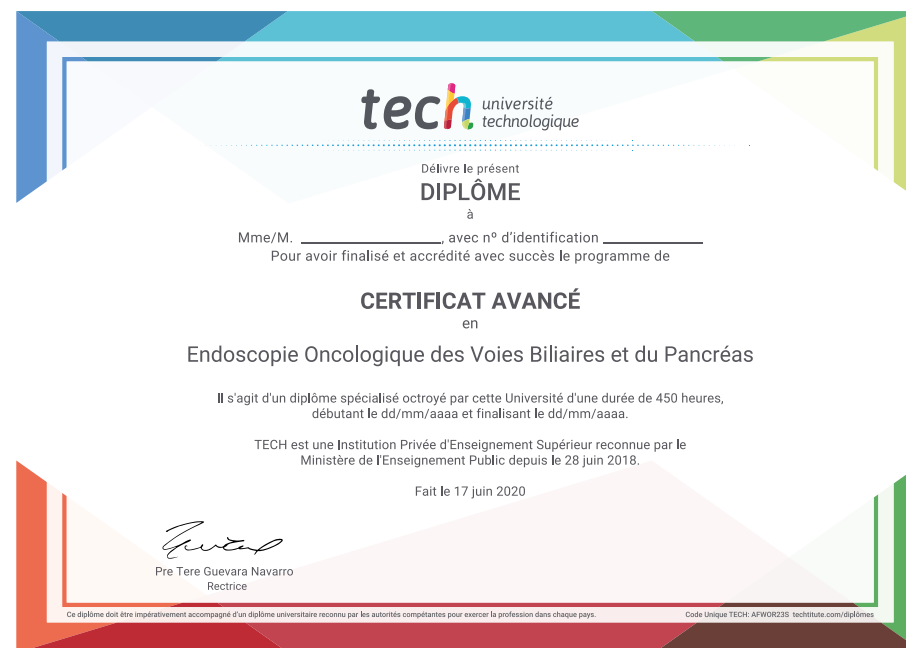 tech université
technologique
Délivre le présent
DIPLÔME
à
Mme/M. ____________________, avec nº d'identification ______________
Pour avoir finalisé et accrédité avec succès le programme de
CERTIFICAT AVANCÉ
en
Endoscopie Oncologique des Voies Biliaires et du Pancréas
Il s'agit d'un diplôme spécialisé octroyé par cette Université d'une durée de 450 heures,
débutant le dd/mm/aaaa et finalisant le dd/mm/aaaa.
TECH est une Institution Privée d'Enseignement Supérieur reconnue par le
Ministère de l'Enseignement Public depuis le 28 juin 2018.
Fait le 17 juin 2020
Pre Tere Guevara Navarro
Rectrice
Ce diplôme doit être impérativement accompagné d'un diplôme universitaire reconnu par les autorités compétantes pour exercer la profession dans chaque pays.
Code Unique TECH: AFWOR23S techtitute.com/diplômes